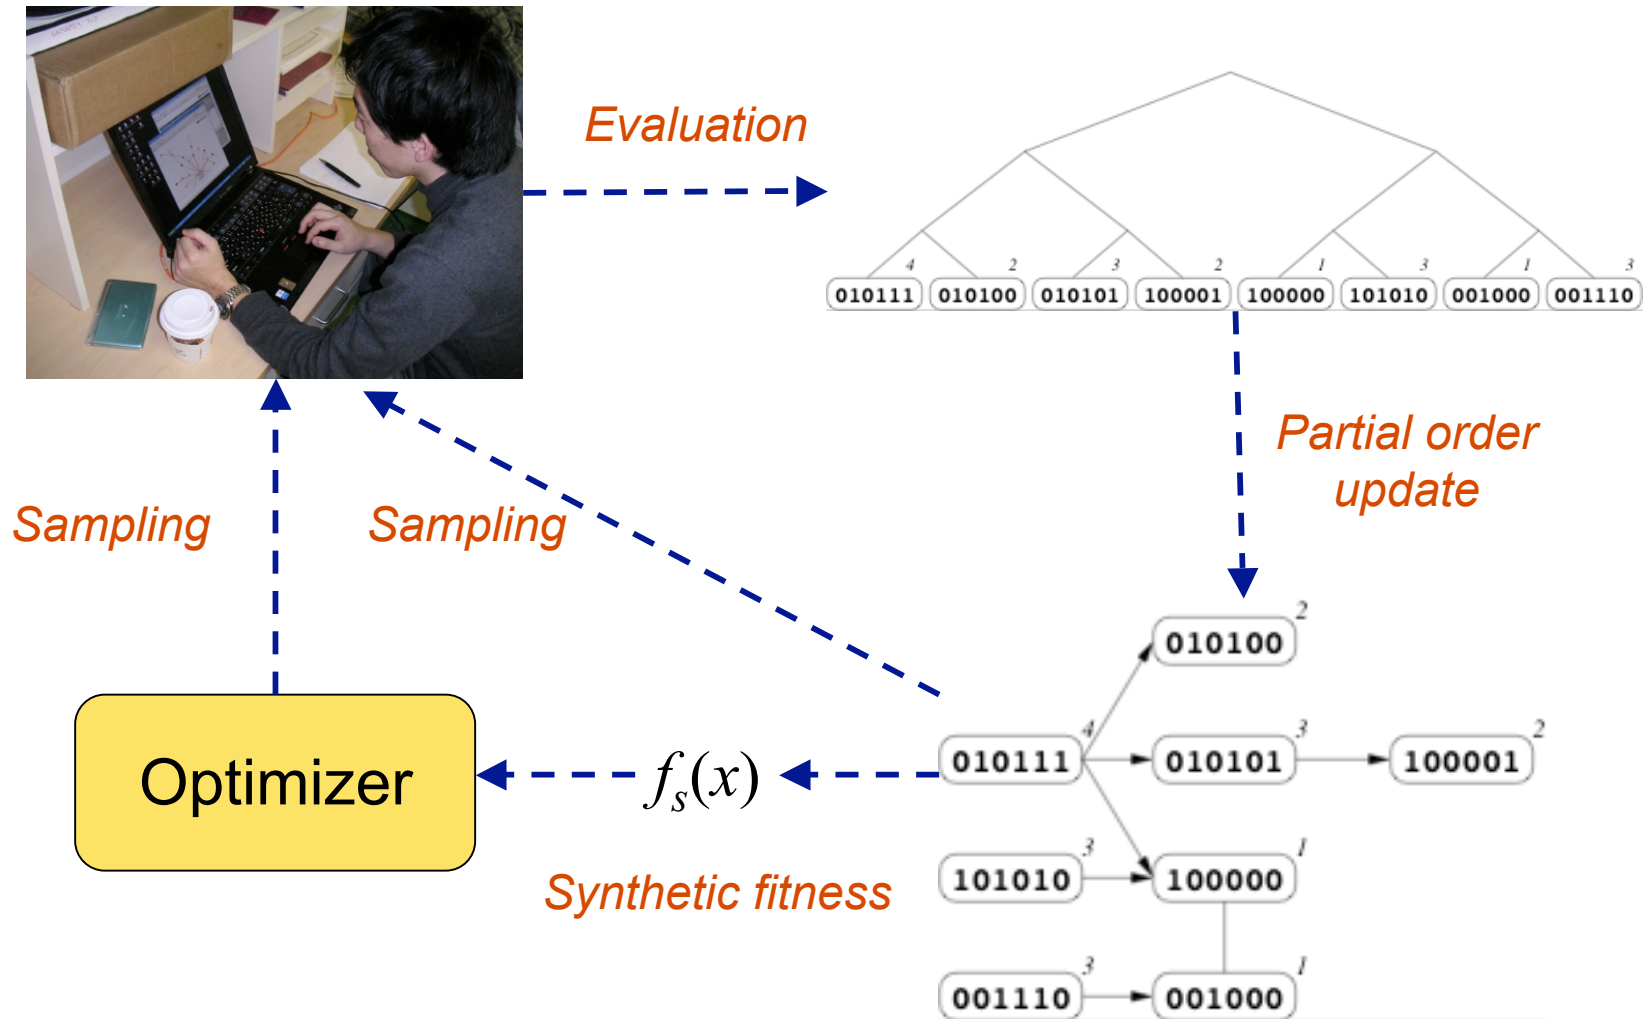 Evaluation
4 2 3 2 1 3 1 3
010111 010100 010101 100001 100000 101010 001000 001110
Partial order
update
Sampling
Sampling
2
010100
4 3 2
010111 010101 100001
Optimizer
f_s(x)
3 1
101010 100000
Synthetic fitness
3 1
001110 001000